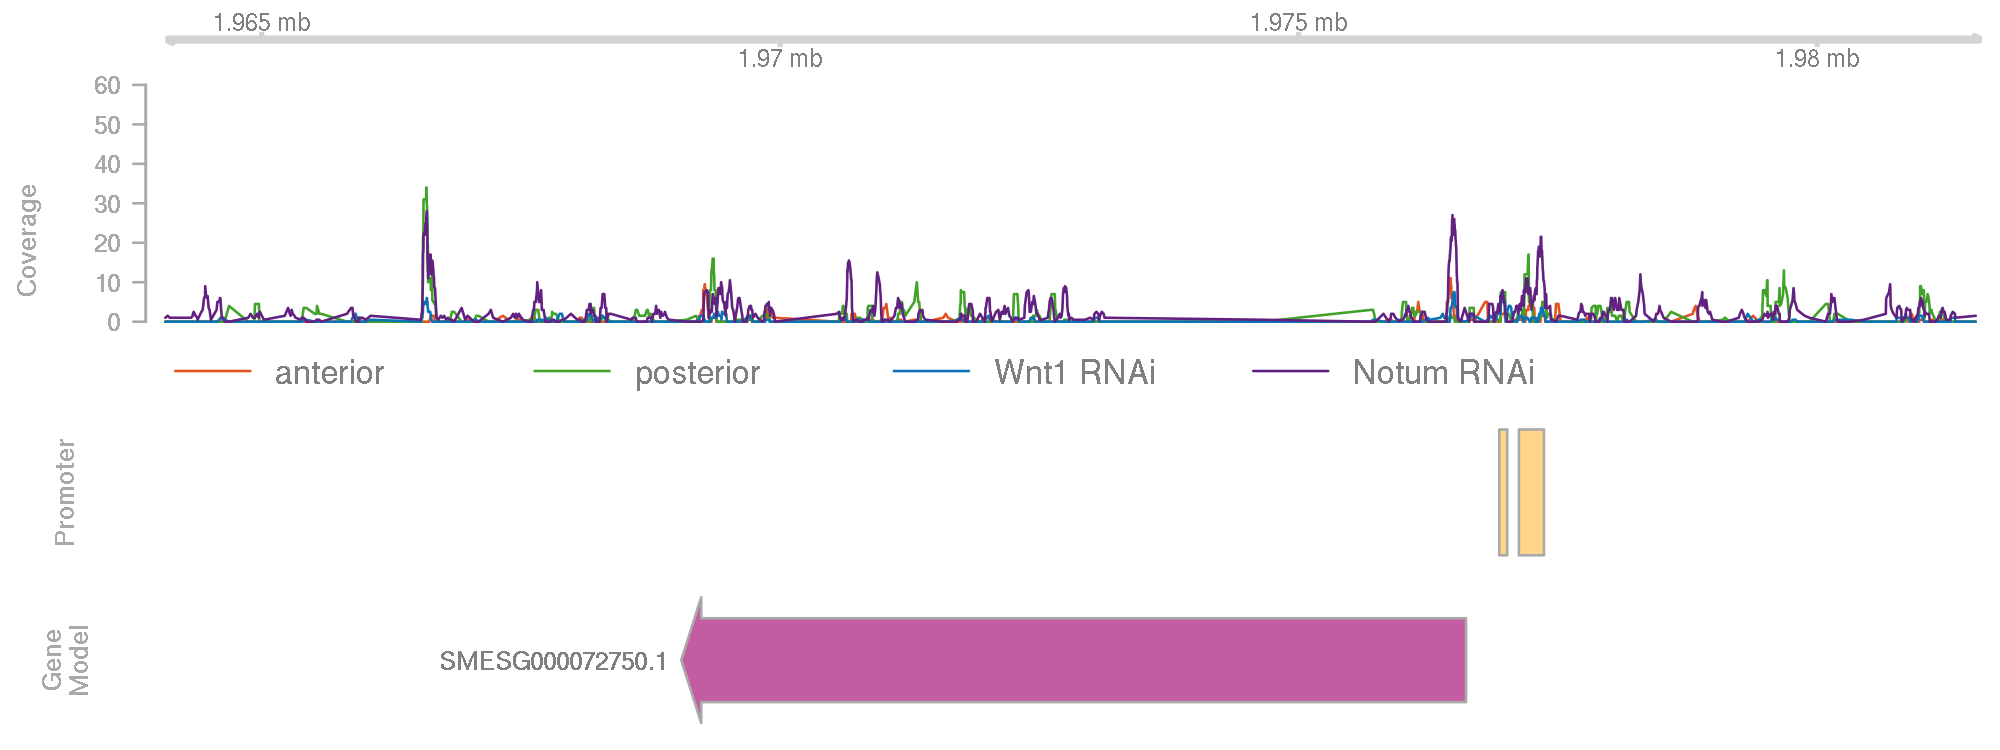 1.965 mb
1.975 mb
1.97 mb
1.98 mb
Coverage
60
50
40
30
20
10
0
anterior posterior Wnt1 RNAi Notum RNAi
Promoter
Gene
Model
SMESG000072750.1